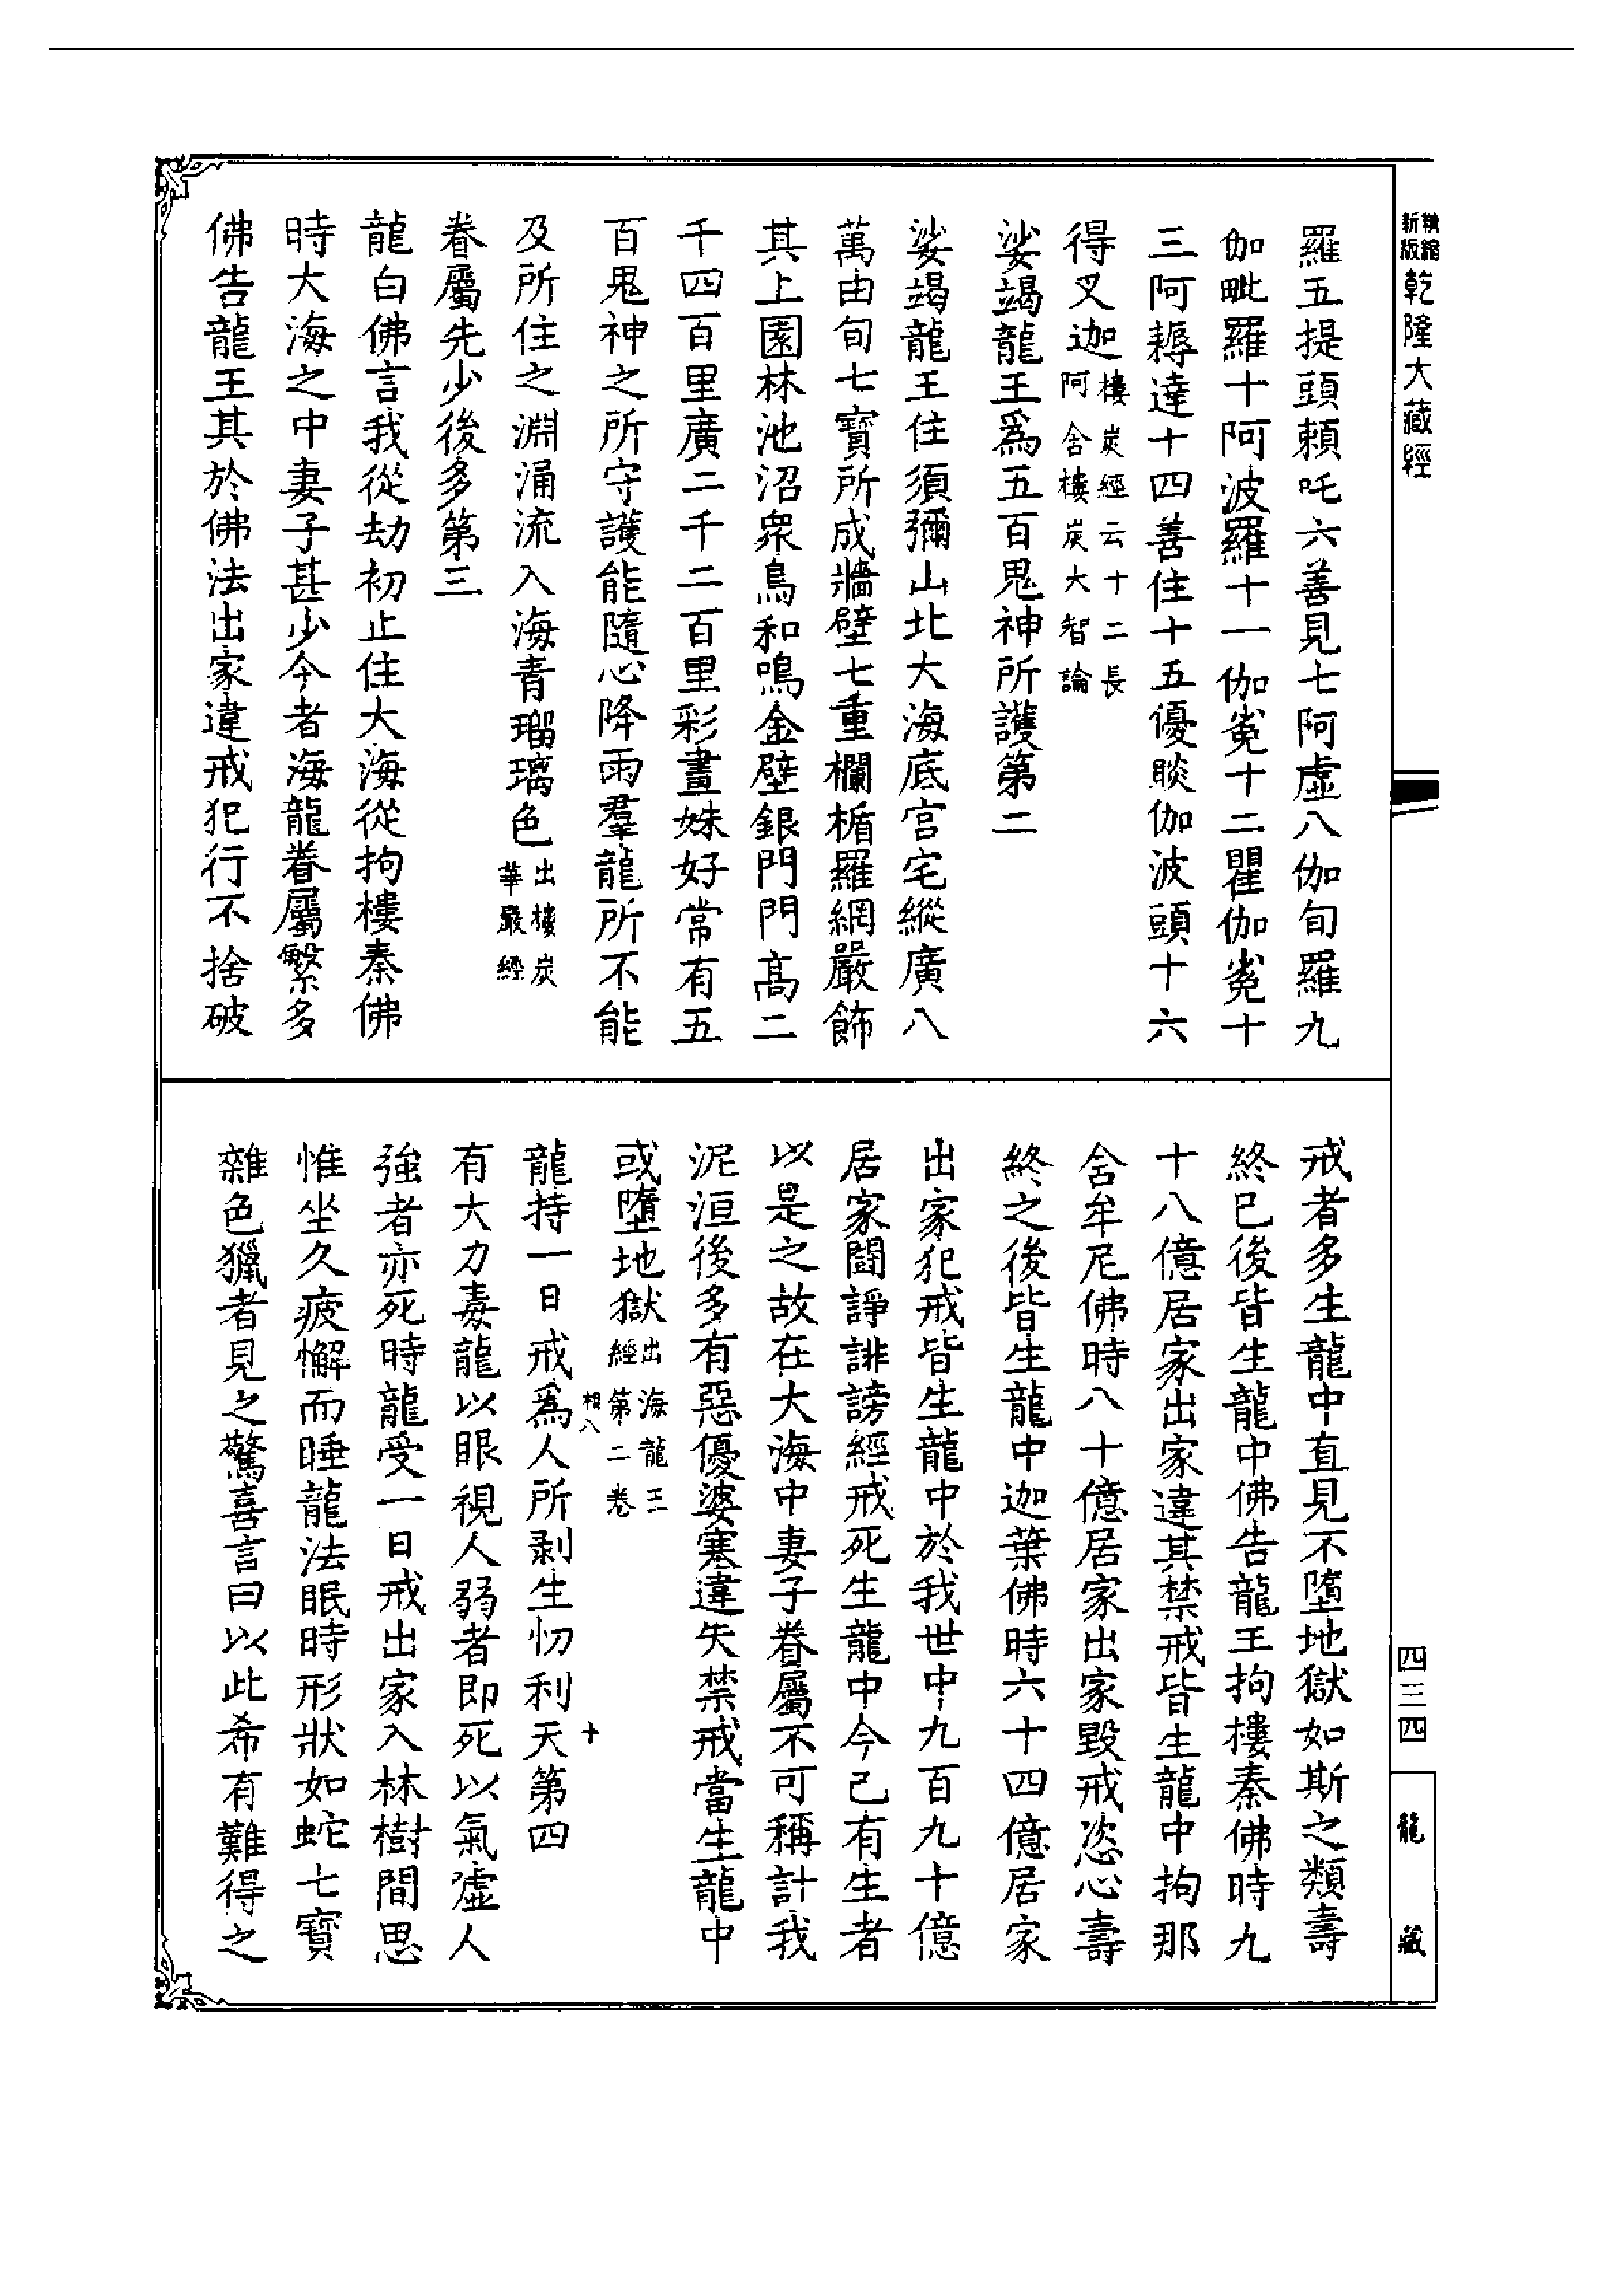 精縮新版乾隆大藏經
羅五提頭賴吒六善見七阿虛八伽旬羅九
伽毗羅十阿波羅十一伽㝹十二瞿伽㝹十
三阿耨達十四善住十五優睒伽波頭十六
得叉迦樓炭經云十二長阿含樓炭大智論
娑竭龍王爲五百鬼神所護第二
娑竭龍王住須彌山北大海底宮宅縱廣八
萬由旬七寶所成牆壁七重欄楯羅網嚴飾
其上園林池沼衆鳥和鳴金壁銀門門高二
千四百里廣二千二百里彩畫姝好常有五
百鬼神之所守護能隨心降雨羣龍所不能
及所住之淵涌流入海青瑠璃色出樓炭華嚴經
眷屬先少後多第三
龍白佛言我從劫初止住大海從拘樓秦佛
時大海之中妻子甚少今者海龍眷屬繁多
佛告龍王其於佛法出家違戒犯行不捨破
戒者多生龍中直見不墮地獄如斯之類壽
終已後皆生龍中佛告龍王拘樓秦佛時九
十八億居家出家違其禁戒皆生龍中拘那
舍牟尼佛時八十億居家出家毀戒恣心壽
終之後皆生龍中迦葉佛時六十四億居家
出家犯戒皆生龍中於我世中九百九十億
居家鬪諍誹謗經戒死生龍中今已有生者
以是之故在大海中妻子眷屬不可稱計我
泥洹後多有惡優婆塞違失禁戒當生龍中
或墮地獄出海龍王經第二卷
相八 十
龍持一日戒爲人所剥生忉利天第四
有大力毒龍以眼視人弱者即死以氣噓人
強者亦死時龍受一日戒出家入林樹間思
惟坐久疲懈而睡龍法眠時形狀如蛇七寶
雜色獵者見之驚喜言曰以此希有難得之
四三四
龍藏